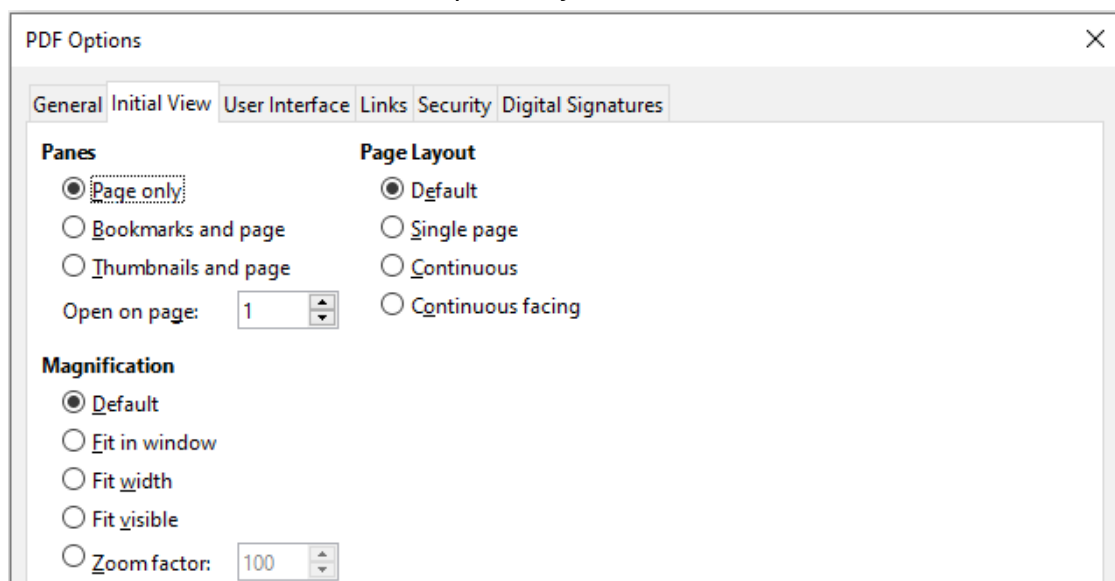 PDF Options
General Initial View User Interface Links Security Digital Signatures
Panes
Page only
Bookmarks and page
Thumbnails and page
Open on page: 1
Page Layout
Default
Single page
Continuous
Continuous facing
Magnification
Default
Fit in window
Fit width
Fit visible
Zoom factor: 100